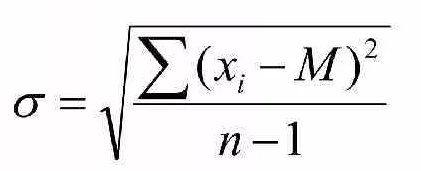 σ = √(∑(xᵢ − M)² / (n − 1))